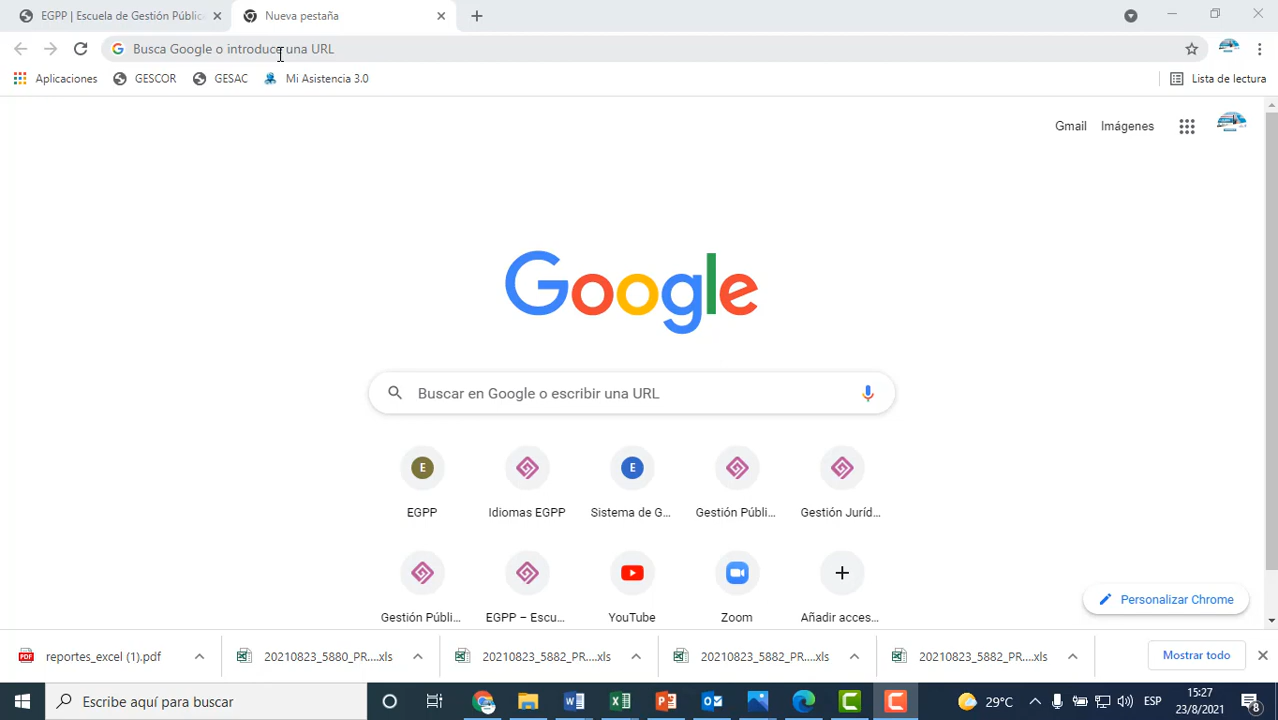 EGPP | Escuela de Gestión Públic
Nueva pestaña
Busca Google o introduce una URL
Aplicaciones
GESCOR
GESAC
Mi Asistencia 3.0
Lista de lectura
Gmail
Imágenes
Google
Buscar en Google o escribir una URL
E
E
EGPP
Idiomas EGPP
Sistema de G...
Gestión Públi...
Gestión Juríd...
Gestión Públi...
EGPP – Escu...
YouTube
Zoom
Añadir acces...
Personalizar Chrome
reportes_excel (1).pdf
20210823_5880_PR....xls
20210823_5882_PR....xls
20210823_5882_PR....xls
20210823_5882_PR....xls
Mostrar todo
Escribe aquí para buscar
29°C
ESP
15:27
23/8/2021
8